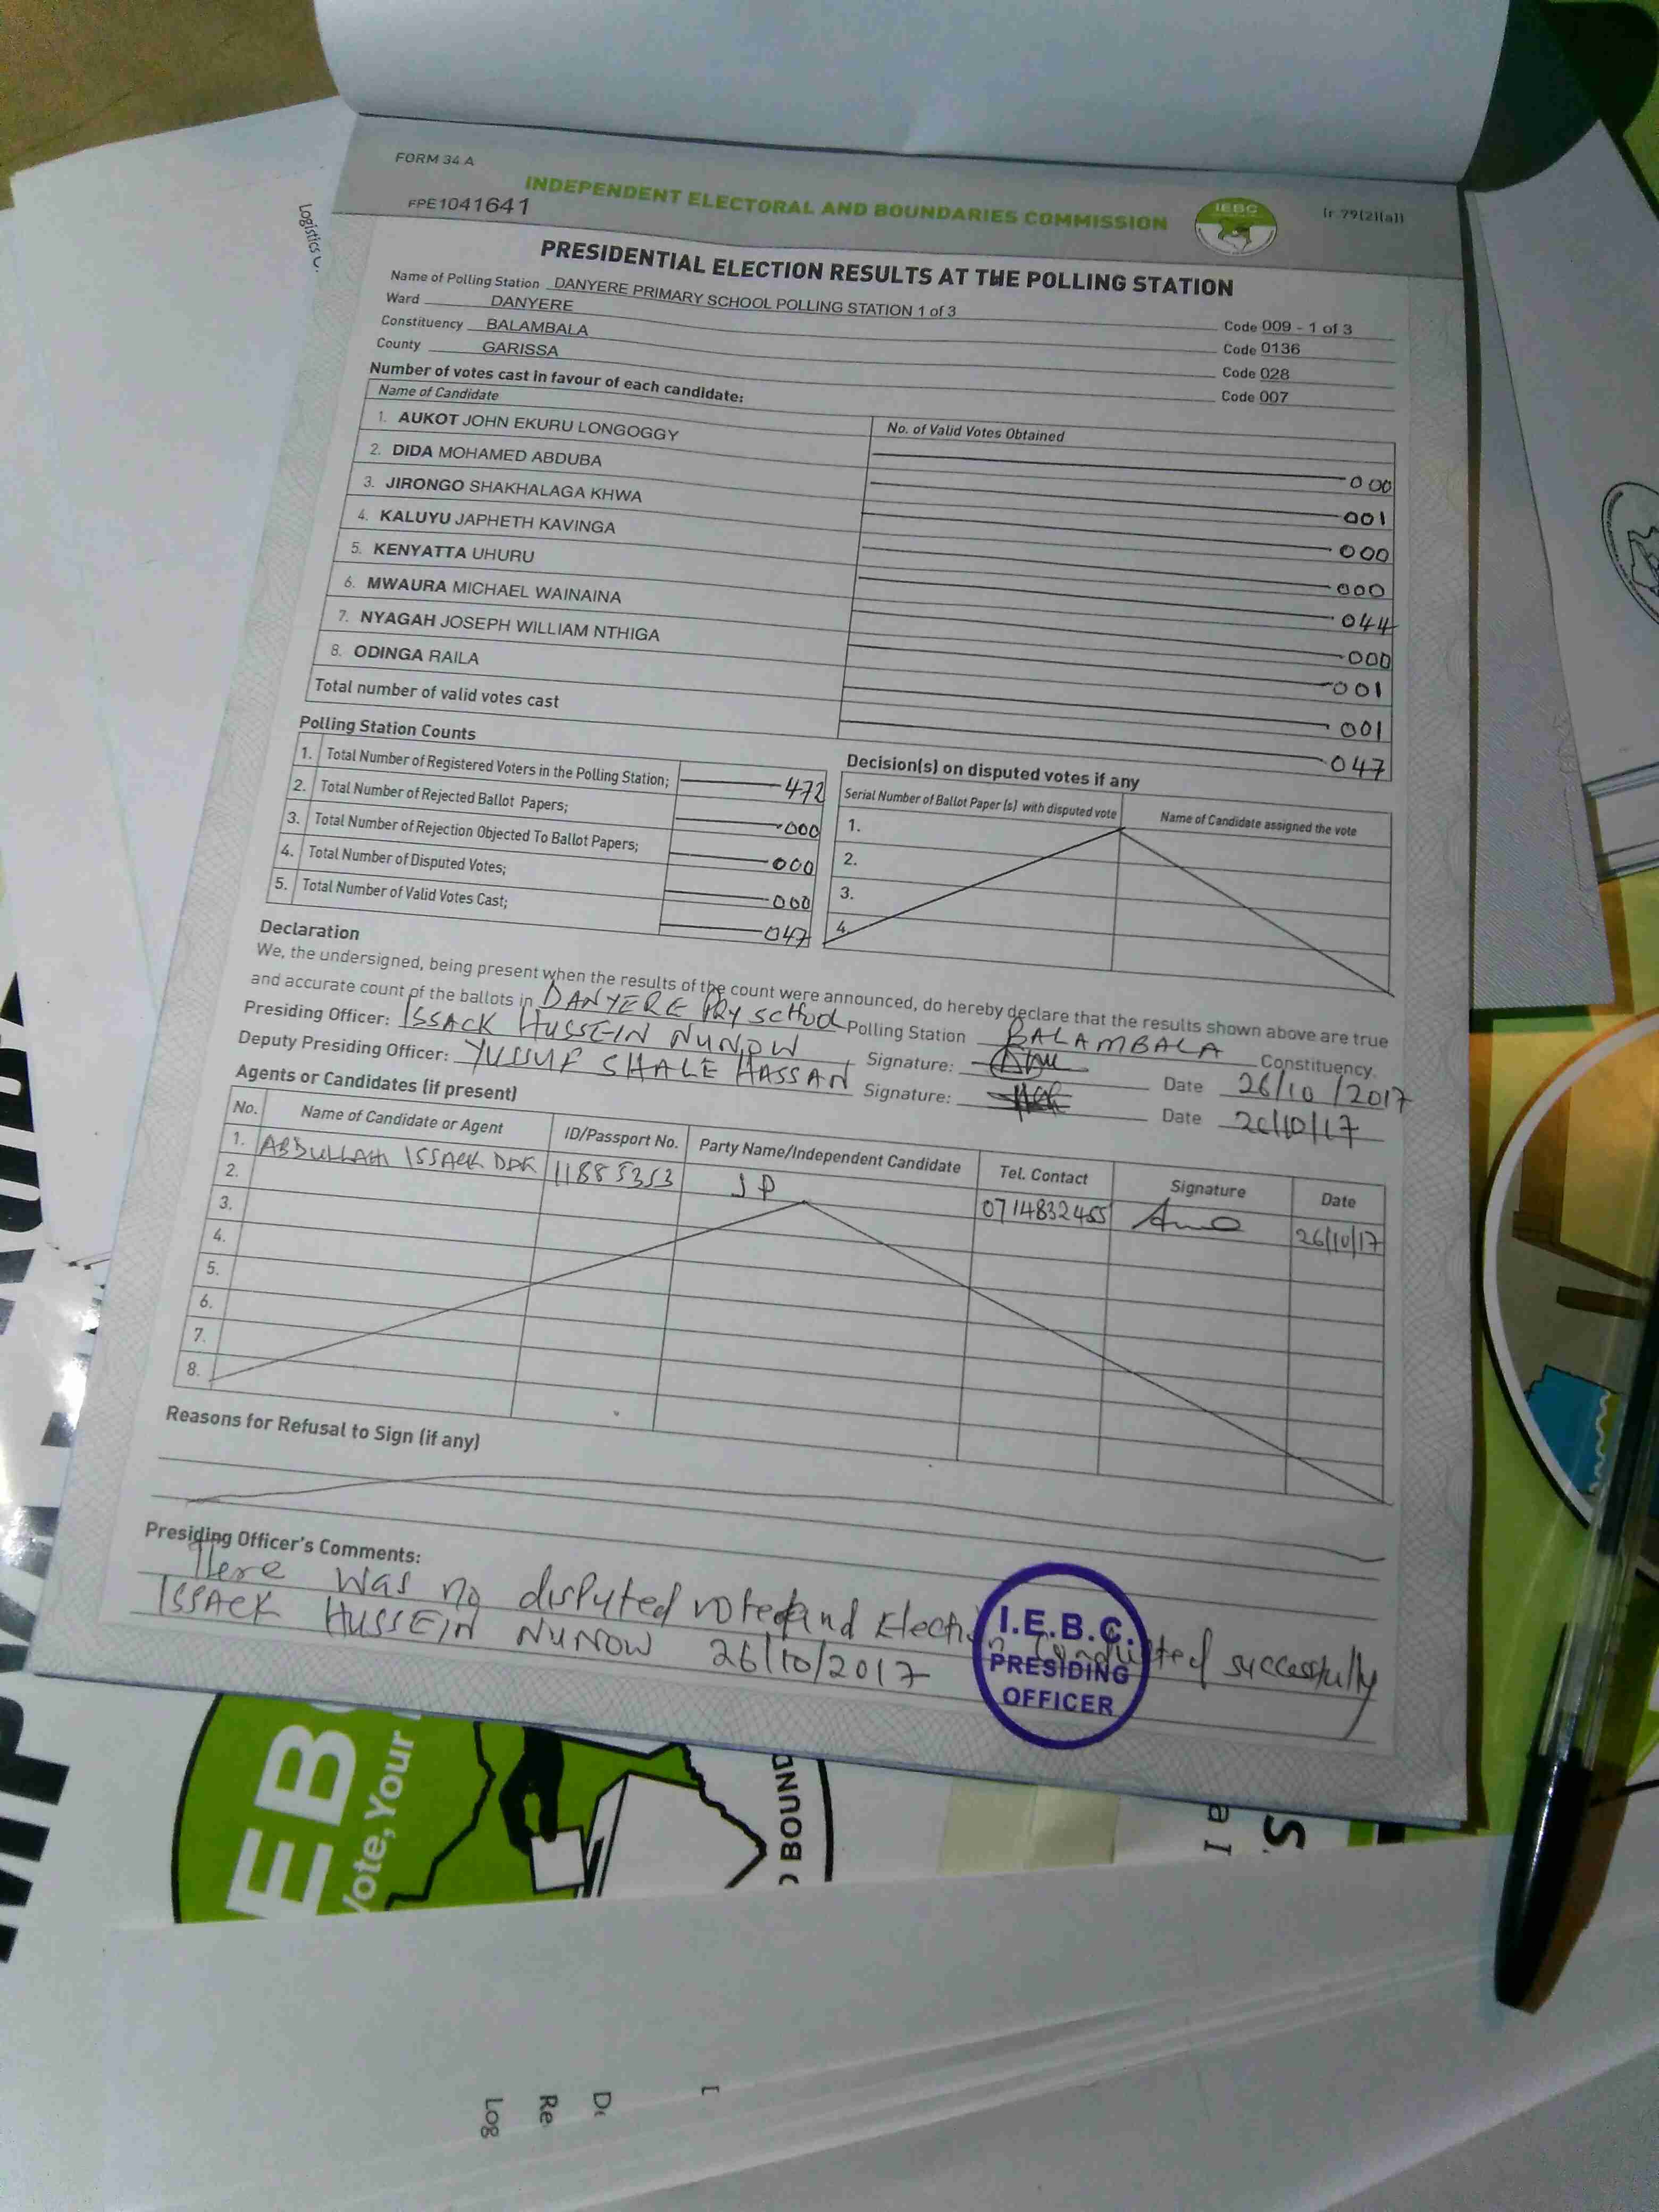 FORM 34 A
INDEPENDENT ELECTORAL AND BOUNDARIES COMMISSION
IEBC
(r.79(2)(a))
FPE1041641
PRESIDENTIAL ELECTION RESULTS AT THE POLLING STATION
Name of Polling Station DANYERE PRIMARY SCHOOL POLLING STATION 1 of 3 Code 009 - 1 of 3
Ward DANYERE Code 0136
Constituency BALAMBALA Code 028
County GARISSA Code 007
Number of votes cast in favour of each candidate:
Name of Candidate No. of Valid Votes Obtained
1. AUKOT JOHN EKURU LONGOGGY 000
2. DIDA MOHAMED ABDUBA 001
3. JIRONGO SHAKHALAGA KHWA 000
4. KALUYU JAPHETH KAVINGA 000
5. KENYATTA UHURU 044
6. MWAURA MICHAEL WAINAINA 000
7. NYAGAH JOSEPH WILLIAM NTHIGA 001
8. ODINGA RAILA 001
Total number of valid votes cast 047
Polling Station Counts
1. Total Number of Registered Voters in the Polling Station; 472
2. Total Number of Rejected Ballot Papers; 000
3. Total Number of Rejection Objected To Ballot Papers; 000
4. Total Number of Disputed Votes; 000
5. Total Number of Valid Votes Cast; 047
Decision(s) on disputed votes if any
Serial Number of Ballot Paper (s) with disputed vote Name of Candidate assigned the vote
1.
2.
3.
4.
Declaration
We, the undersigned, being present when the results of the count were announced, do hereby declare that the results shown above are true
and accurate count of the ballots in DANYERE PRY SCHOOL Polling Station BALAMBALA Constituency.
Presiding Officer: ISSACK HUSSEIN NUNOW Signature: Date 26/10/2017
Deputy Presiding Officer: YUSSUF SHALE HASSAN Signature: Date 26/10/17
Agents or Candidates (if present)
No. Name of Candidate or Agent ID/Passport No. Party Name/Independent Candidate Tel. Contact Signature Date
1. ABDULLAHI ISSACK 11885353 JP 0714832455 26/10/17
2.
3.
4.
5.
6.
7.
8.
Reasons for Refusal to Sign (if any)
Presiding Officer's Comments:
There was no disputed voted and Election Conducted successfully
ISSACK HUSSEIN NUNOW 26/10/2017
I.E.B.C.
PRESIDING
OFFICER
Logistics
Vote, Your
BOUND
Log
Re